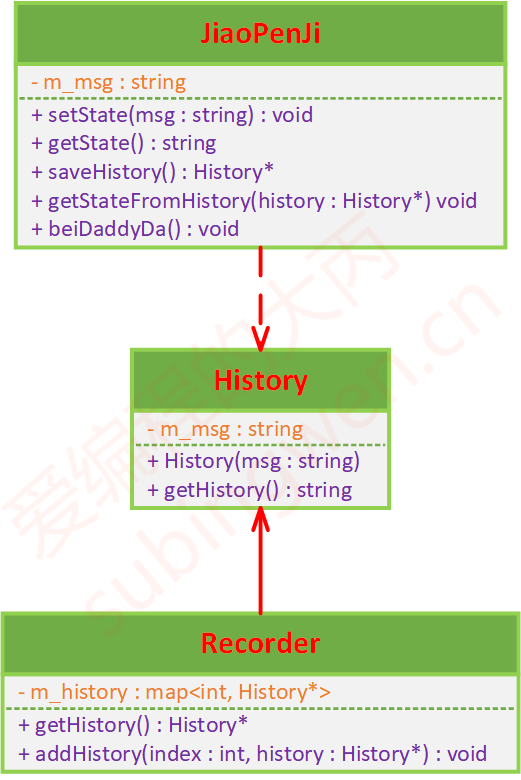 JiaoPenJi
- m_msg : string
+ setState(msg : string) : void
+ getState() : string
+ saveHistory() : History*
+ getStateFromHistory(history : History*) void
+ beiDaddyDa() : void
History
- m_msg : string
+ History(msg : string)
+ getHistory() : string
Recorder
- m_history : map<int, History*>
+ getHistory() : History*
+ addHistory(index : int, history : History*) : void
爱编程的大丙
subingwen.cn